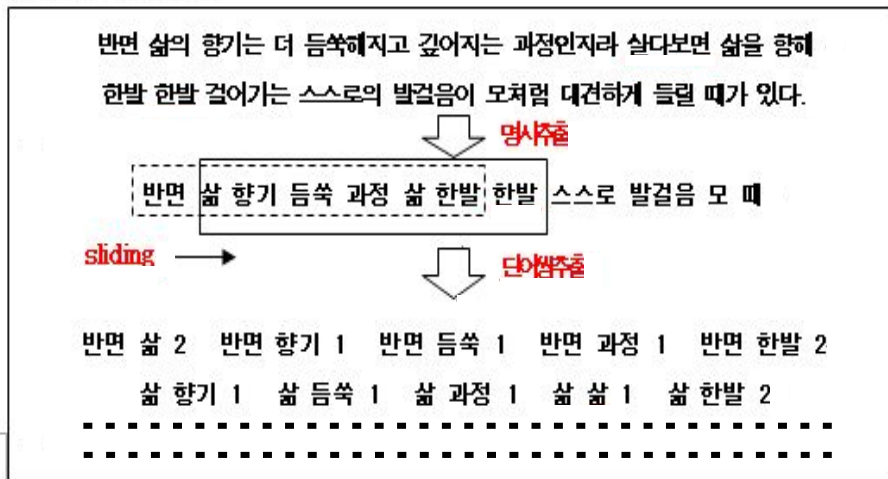 반면 삶의 향기는 더 듬쑥해지고 깊어지는 과정인지라 살다보면 삶을 향해
한발 한발 걸어가는 스스로의 발걸음이 모처럼 대견하게 들릴 때가 있다.
명사추출
반면 삶 향기 듬쑥 과정 삶 한발 한발 스스로 발걸음 모 때
sliding
단어쌍추출
반면 삶 2 반면 향기 1 반면 듬쑥 1 반면 과정 1 반면 한발 2
삶 향기 1 삶 듬쑥 1 삶 과정 1 삶 삶 1 삶 한발 2